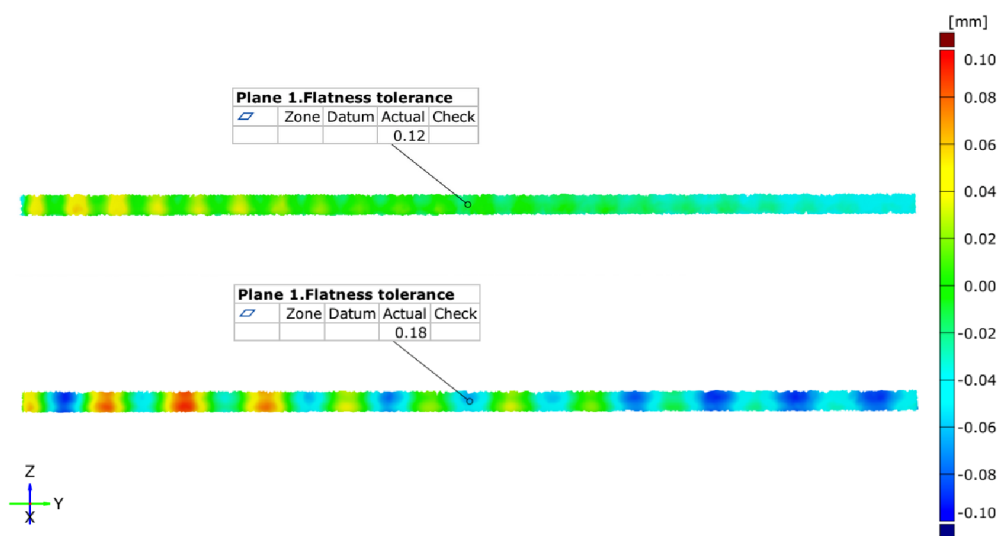 [mm]
0.10
0.08
0.06
0.04
0.02
0.00
-0.02
-0.04
-0.06
-0.08
-0.10
Plane 1.Flatness tolerance
Zone Datum Actual Check
0.12
Plane 1.Flatness tolerance
Zone Datum Actual Check
0.18
Z
Y
X